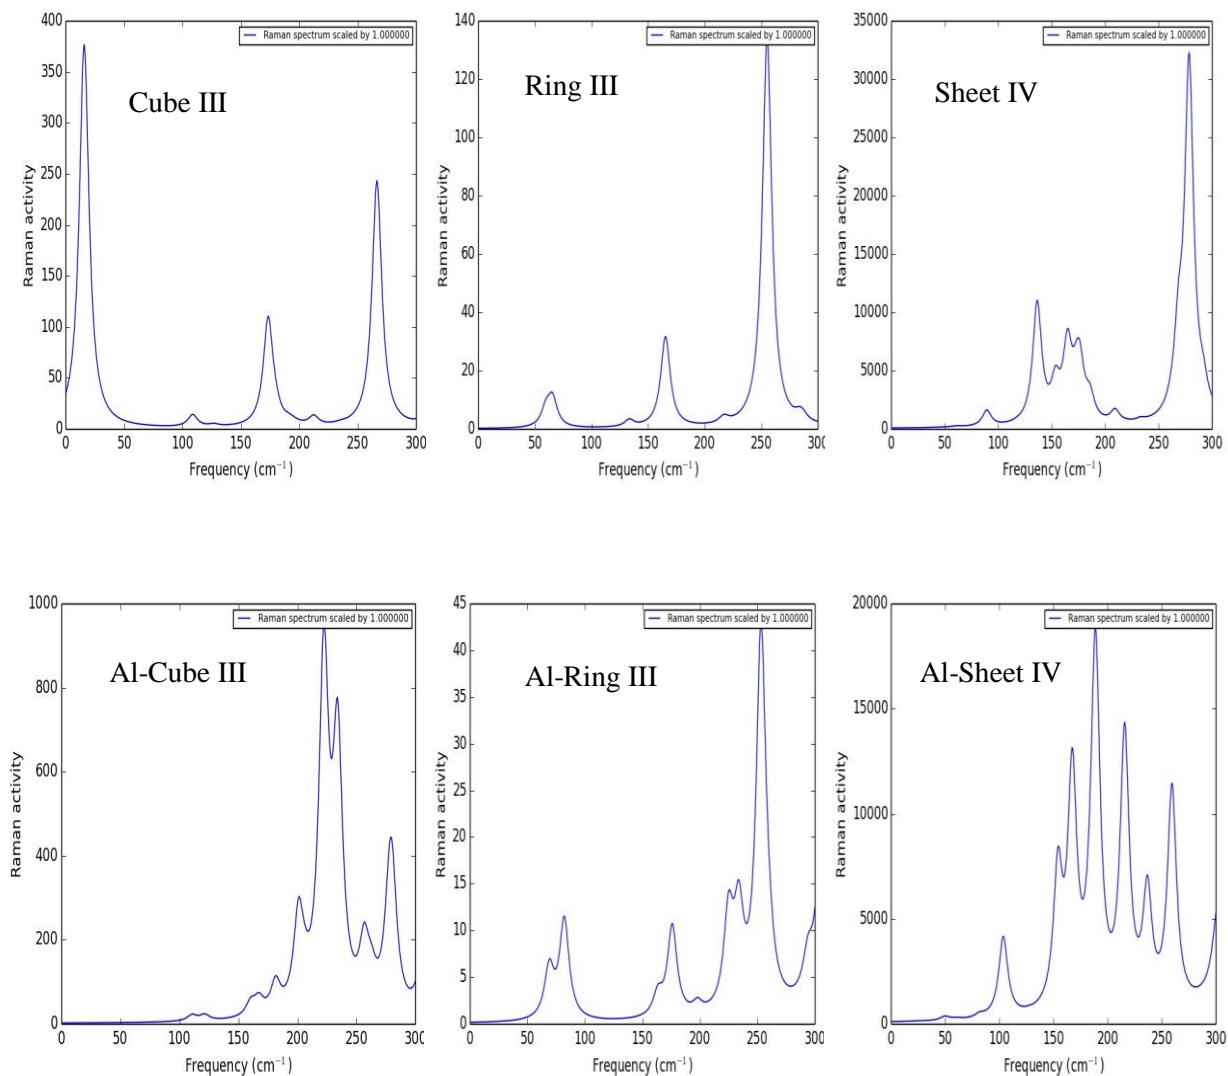 400
350
300
250
200
150
100
50
0
Raman activity
Raman spectrum scaled by 1.000000
Cube III
0 50 100 150 200 250 300
Frequency (cm⁻¹)
140
120
100
80
60
40
20
0
Raman activity
Raman spectrum scaled by 1.000000
Ring III
0 50 100 150 200 250 300
Frequency (cm⁻¹)
35000
30000
25000
20000
15000
10000
5000
0
Raman activity
Raman spectrum scaled by 1.000000
Sheet IV
0 50 100 150 200 250 300
Frequency (cm⁻¹)
1000
800
600
400
200
0
Raman activity
Raman spectrum scaled by 1.000000
Al-Cube III
0 50 100 150 200 250 300
Frequency (cm⁻¹)
45
40
35
30
25
20
15
10
5
0
Raman activity
Raman spectrum scaled by 1.000000
Al-Ring III
0 50 100 150 200 250 300
Frequency (cm⁻¹)
20000
15000
10000
5000
0
Raman activity
Raman spectrum scaled by 1.000000
Al-Sheet IV
0 50 100 150 200 250 300
Frequency (cm⁻¹)